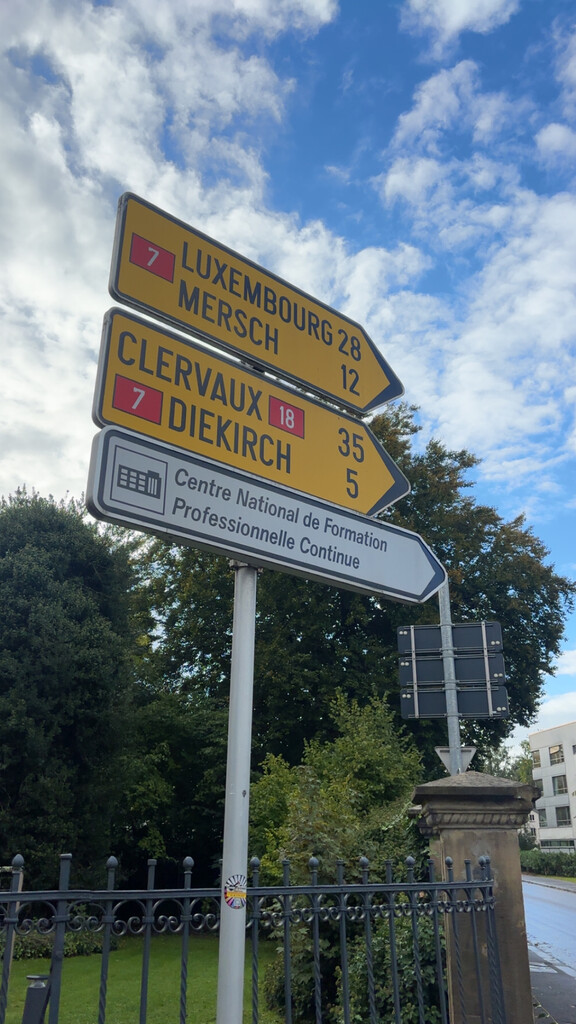 7 LUXEMBOURG 28
MERSCH 12
CLERVAUX 18 35
7 DIEKIRCH 5
Centre National de Formation
Professionnelle Continue